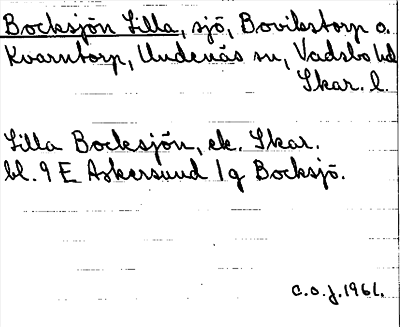 Bocksjön Lilla, sjö, Bovikstorp o.
Kvarntorp, Undenäs sn, Vadsbo hd
Skar. l.
Lilla Bocksjön, ek. Skar.
bl. 9 E Askersund /g Bocksjö.
C.O.J. 1961.